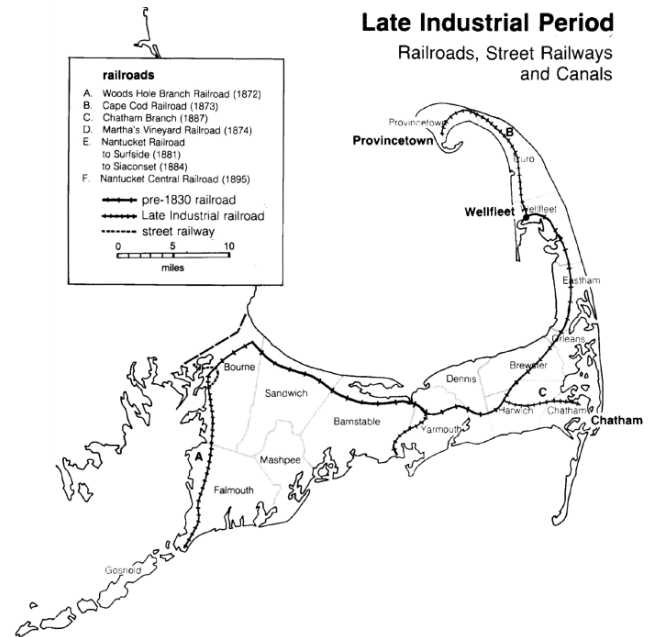 Late Industrial Period
Railroads, Street Railways
and Canals
railroads
A. Woods Hole Branch Railroad (1872)
B. Cape Cod Railroad (1873)
C. Chatham Branch (1887)
D. Martha's Vineyard Railroad (1874)
E. Nantucket Railroad
to Surfside (1881)
to Siaconset (1884)
F. Nantucket Central Railroad (1895)
pre-1830 railroad
Late Industrial railroad
street railway
0 5 10
miles
Provincetown
Provincetown
B
Truro
Wellfleet
Wellfleet
Eastham
Orleans
Bourne
Brewster
Dennis
Sandwich
C
Harwich
Chatham
Chatham
Barnstable
Yarmouth
A
Mashpee
Falmouth
Gosnold